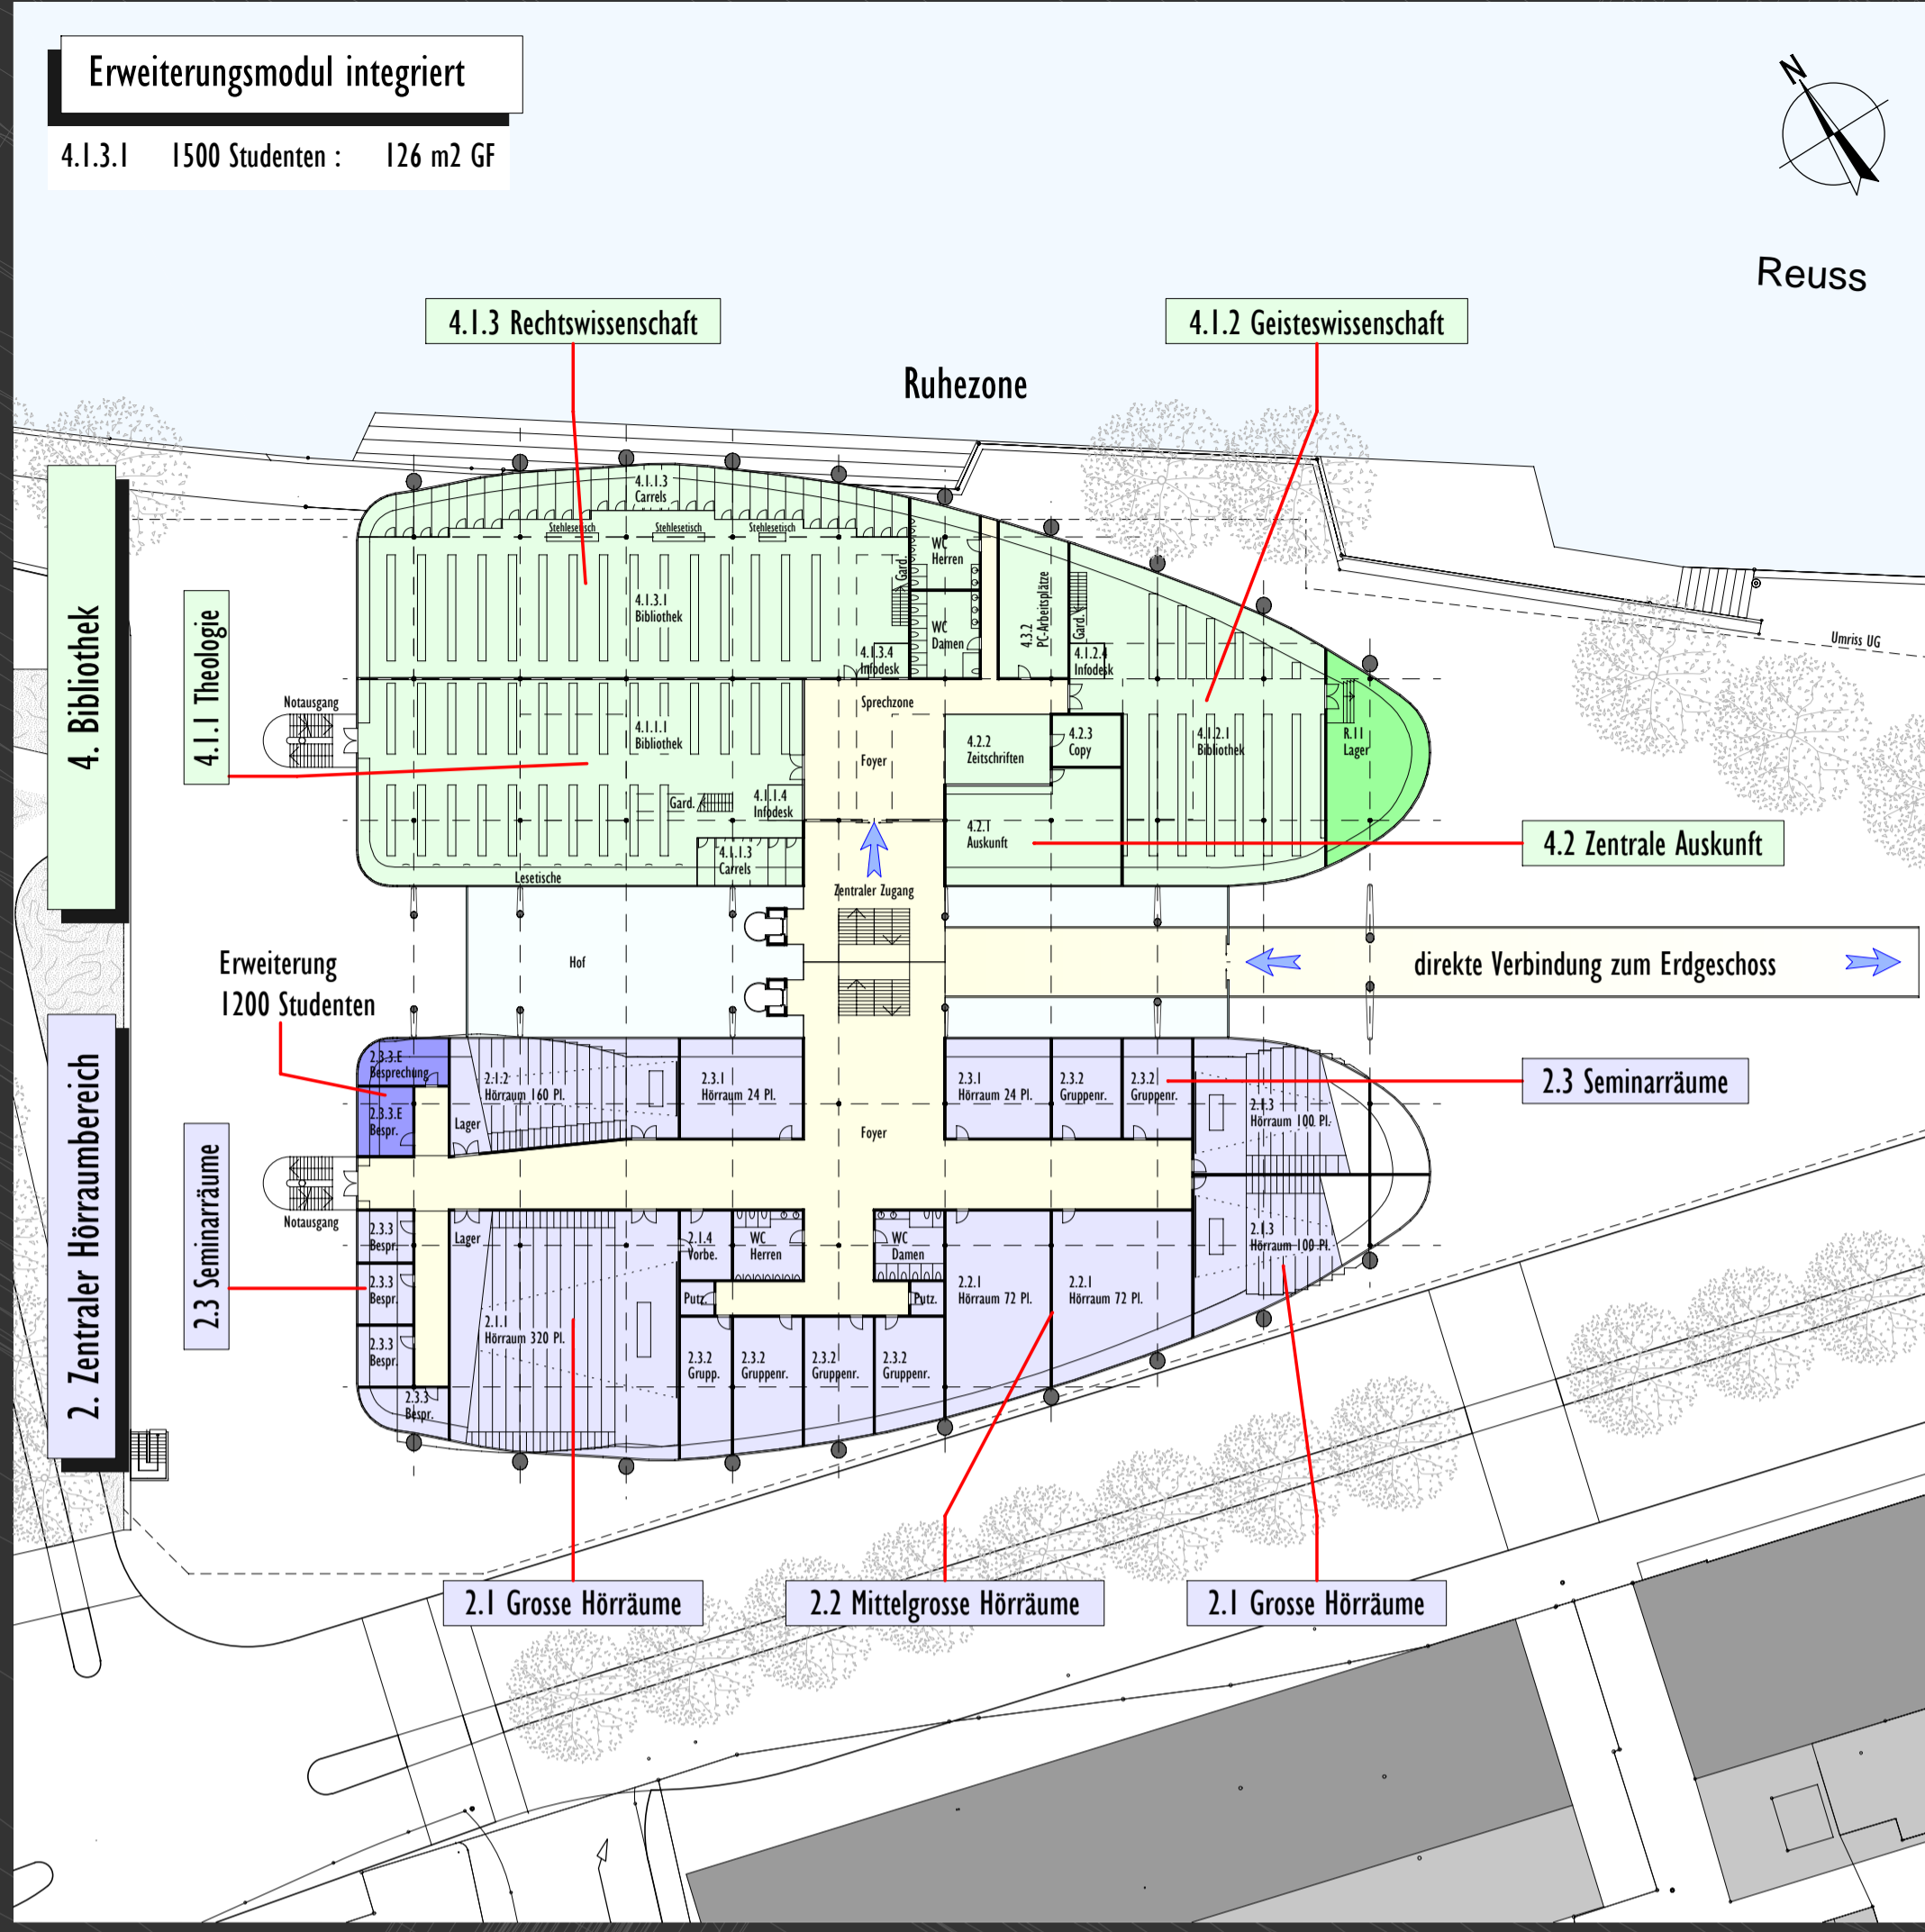 Erweiterungsmodul integriert
4.1.3.1 1500 Studenten : 126 m2 GF
N
Reuss
4.1.3 Rechtswissenschaft
4.1.2 Geisteswissenschaft
Ruhezone
4. Bibliothek
4.1.1 Theologie
4.1.1.3
Carrels
Stehlesetisch
Stehlesetisch
Stehlesetisch
Gard.
WC
Herren
WC
Damen
4.3.2
PC-Arbeitsplätze
Gard.
4.1.3.1
Bibliothek
4.1.3.4
Infodesk
4.1.2.4
Infodesk
Umriss UG
Notausgang
Sprechzone
4.1.1.1
Bibliothek
Foyer
4.2.2
Zeitschriften
4.2.3
Copy
4.1.2.1
Bibliothek
R.11
Lager
Gard.
4.1.1.4
Infodesk
4.2.1
Auskunft
4.2 Zentrale Auskunft
4.1.1.3
Carrels
Lesetische
Zentraler Zugang
Hof
direkte Verbindung zum Erdgeschoss
Erweiterung
1200 Studenten
2. Zentraler Hörraumbereich
2.3 Seminarräume
2.3.3.E
Besprechung
2.3.3.E
Bespr.
Lager
2.1.2
Hörraum 160 Pl.
2.3.1
Hörraum 24 Pl.
Foyer
2.3.1
Hörraum 24 Pl.
2.3.2
Gruppenr.
2.3.2
Gruppenr.
2.3 Seminarräume
2.1.3
Hörraum 100 Pl.
Notausgang
2.3.3
Bespr.
2.3.3
Bespr.
2.3.3
Bespr.
2.3.3
Bespr.
Lager
2.1.1
Hörraum 320 Pl.
2.1.4
Vorbe.
WC
Herren
WC
Damen
Putz.
Putz.
2.3.2
Grupp.
2.3.2
Gruppenr.
2.3.2
Gruppenr.
2.3.2
Gruppenr.
2.2.1
Hörraum 72 Pl.
2.2.1
Hörraum 72 Pl.
2.1.3
Hörraum 100 Pl.
2.1 Grosse Hörräume
2.2 Mittelgrosse Hörräume
2.1 Grosse Hörräume